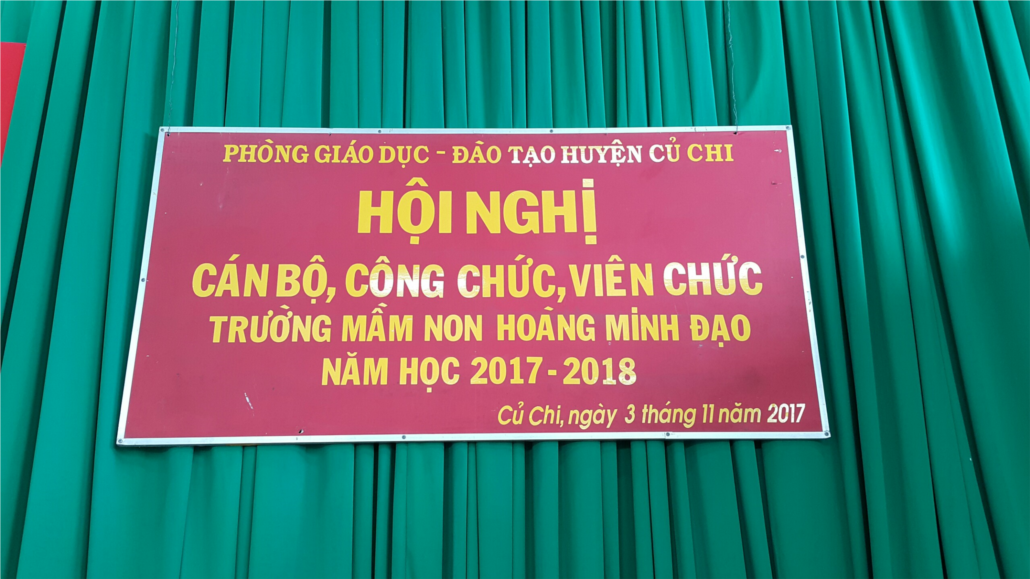 PHÒNG GIÁO DỤC - ĐÀO TẠO HUYỆN CỦ CHI
HỘI NGHỊ
CÁN BỘ, CÔNG CHỨC, VIÊN CHỨC
TRƯỜNG MẦM NON HOÀNG MINH ĐẠO
NĂM HỌC 2017 - 2018
Củ Chi, ngày 3 tháng 11 năm 2017